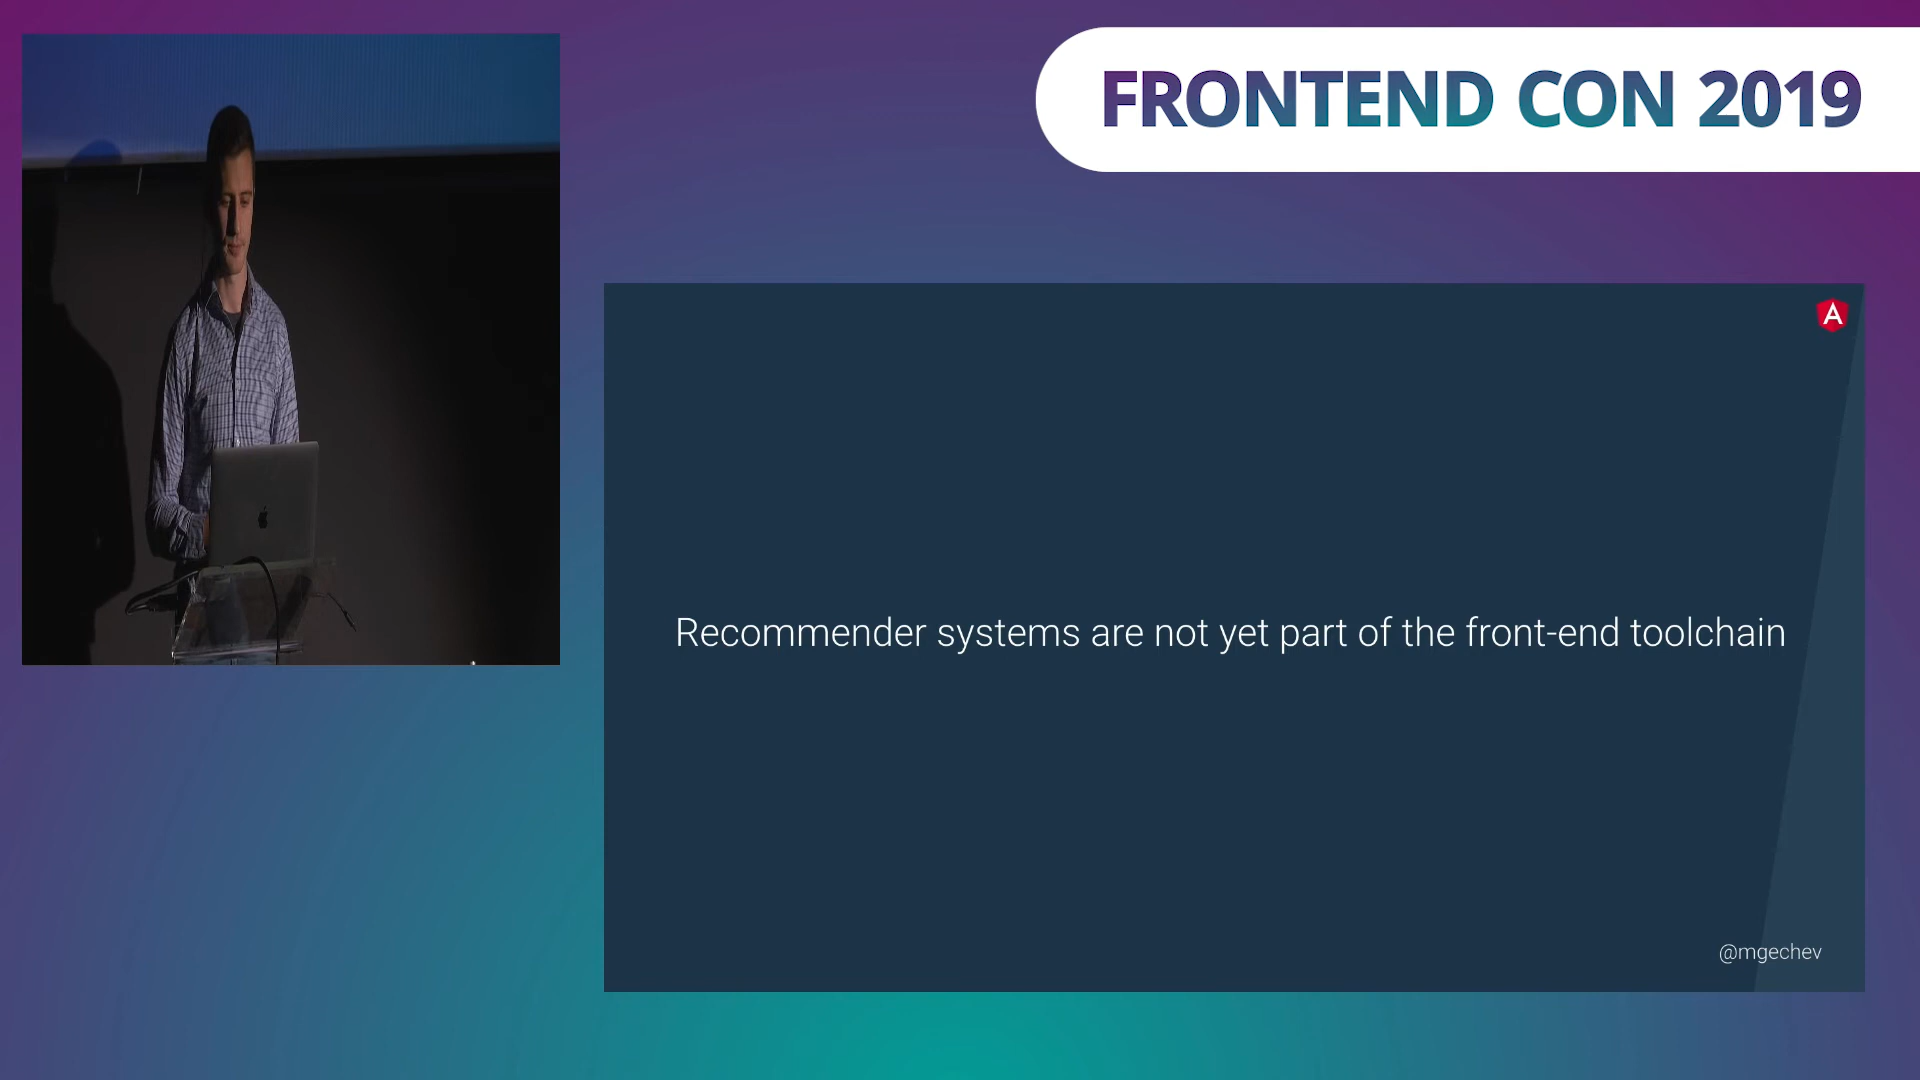 FRONTEND CON 2019
A
Recommender systems are not yet part of the front-end toolchain
@mgechev